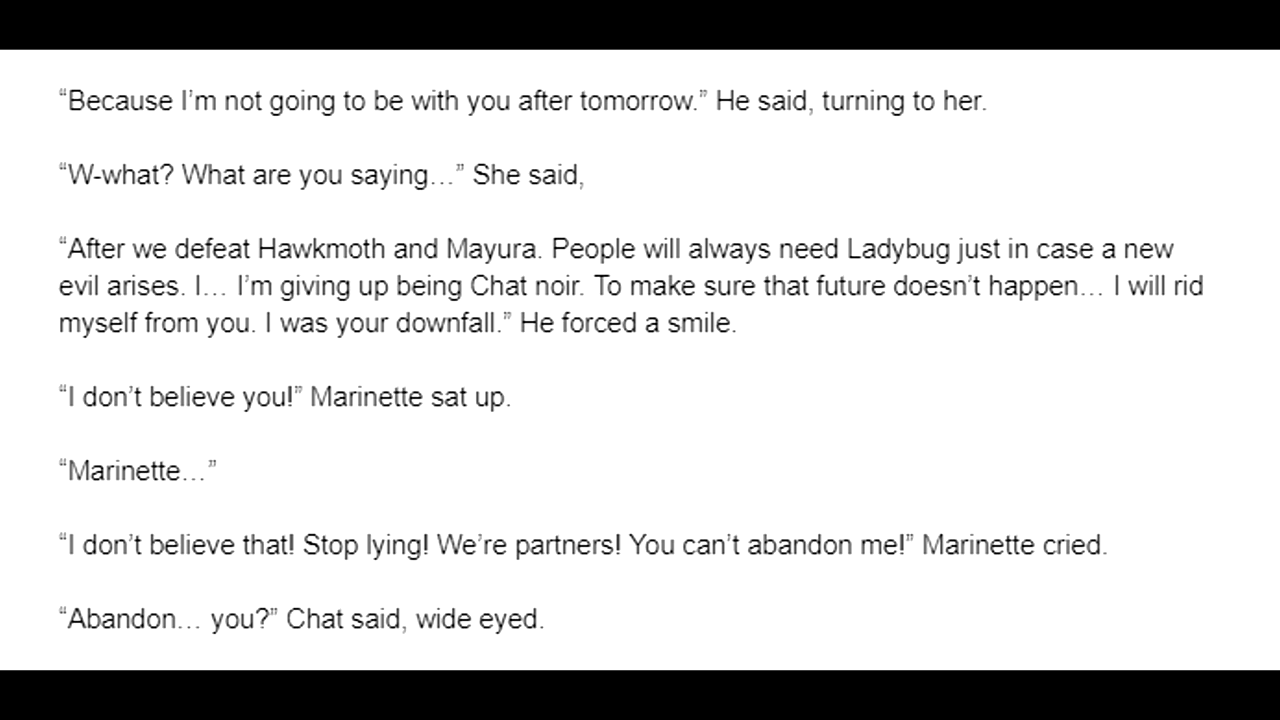 “Because I’m not going to be with you after tomorrow.” He said, turning to her.
“W-what? What are you saying…” She said,
“After we defeat Hawkmoth and Mayura. People will always need Ladybug just in case a new
evil arises. I… I’m giving up being Chat noir. To make sure that future doesn’t happen… I will rid
myself from you. I was your downfall.” He forced a smile.
“I don’t believe you!” Marinette sat up.
“Marinette…”
“I don’t believe that! Stop lying! We’re partners! You can’t abandon me!” Marinette cried.
“Abandon… you?” Chat said, wide eyed.